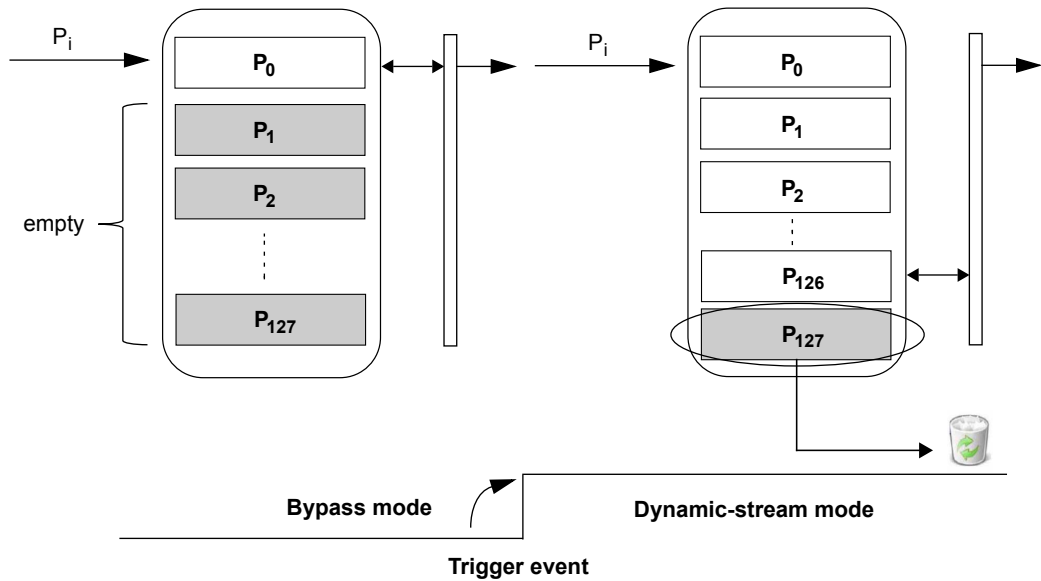 Pi
P0
P1
P2
P127
empty
Pi
P0
P1
P2
P126
P127
Bypass mode
Dynamic-stream mode
Trigger event